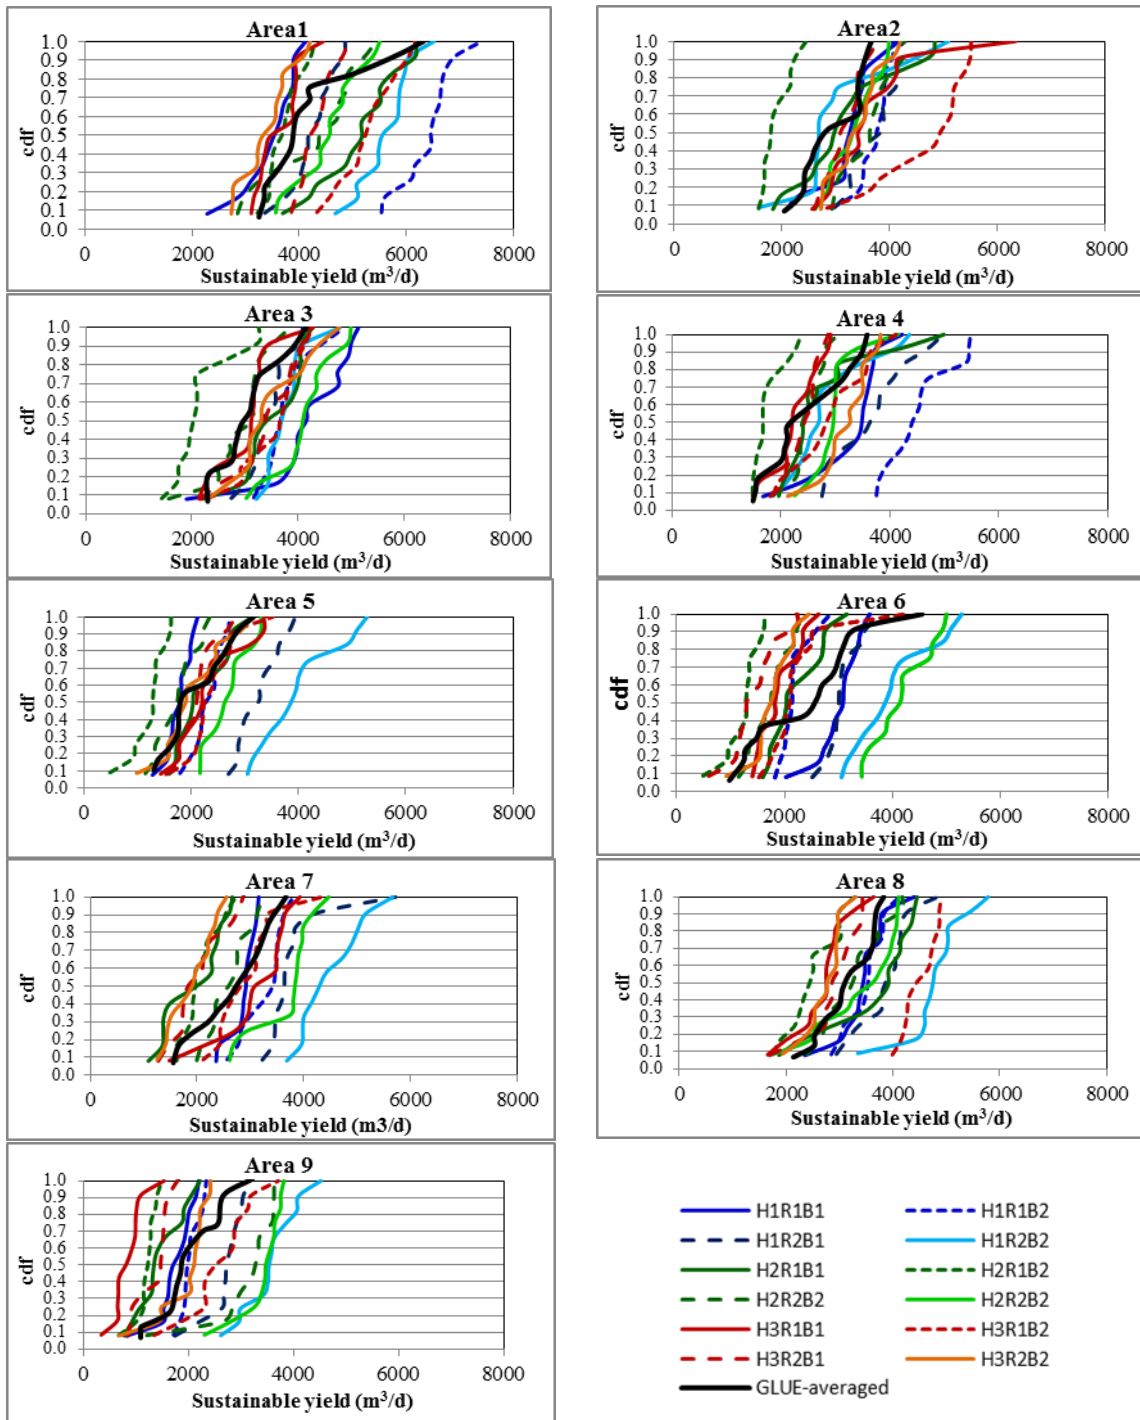 Area1
1.0
0.9
0.8
0.7
0.6
0.5
0.4
0.3
0.2
0.1
0.0
cdf
0 2000 4000 6000 8000
Sustainable yield (m³/d)
Area2
1.0
0.9
0.8
0.7
0.6
0.5
0.4
0.3
0.2
0.1
0.0
cdf
0 2000 4000 6000 8000
Sustainable yield (m³/d)
Area 3
1.0
0.9
0.8
0.7
0.6
0.5
0.4
0.3
0.2
0.1
0.0
cdf
0 2000 4000 6000 8000
Sustainable yield (m³/d)
Area 4
1.0
0.9
0.8
0.7
0.6
0.5
0.4
0.3
0.2
0.1
0.0
cdf
0 2000 4000 6000 8000
Sustainable yield (m³/d)
Area 5
1.0
0.9
0.8
0.7
0.6
0.5
0.4
0.3
0.2
0.1
0.0
cdf
0 2000 4000 6000 8000
Sustainable yield (m³/d)
Area 6
1.0
0.9
0.8
0.7
0.6
0.5
0.4
0.3
0.2
0.1
0.0
cdf
0 2000 4000 6000 8000
Sustainable yield (m³/d)
Area 7
1.0
0.9
0.8
0.7
0.6
0.5
0.4
0.3
0.2
0.1
0.0
cdf
0 2000 4000 6000 8000
Sustainable yield (m3/d)
Area 8
1.0
0.9
0.8
0.7
0.6
0.5
0.4
0.3
0.2
0.1
0.0
cdf
0 2000 4000 6000 8000
Sustainable yield (m³/d)
Area 9
1.0
0.9
0.8
0.7
0.6
0.5
0.4
0.3
0.2
0.1
0.0
cdf
0 2000 4000 6000 8000
Sustainable yield (m³/d)
H1R1B1 H1R1B2
H1R2B1 H1R2B2
H2R1B1 H2R1B2
H2R2B2 H2R2B2
H3R1B1 H3R1B2
H3R2B1 H3R2B2
GLUE-averaged